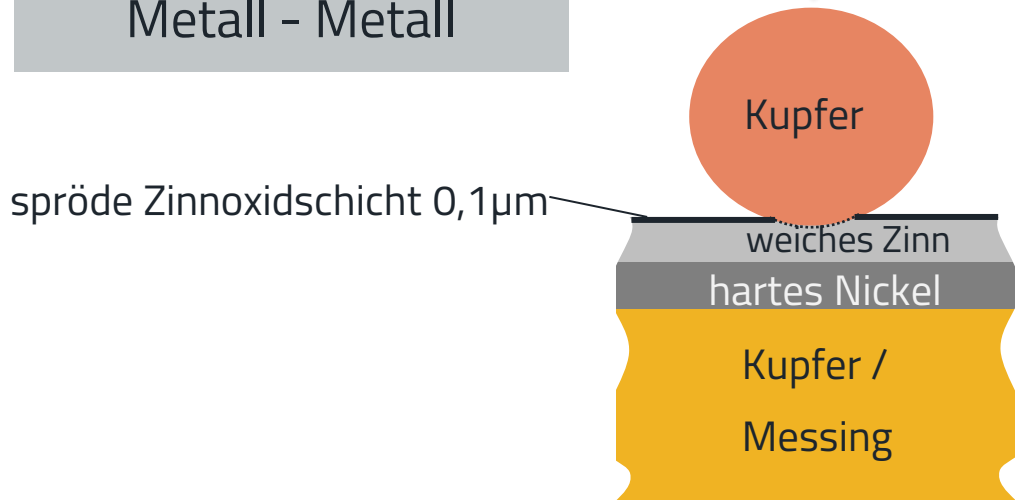 Metall - Metall
Kupfer
spröde Zinnoxidschicht 0,1µm
weiches Zinn
hartes Nickel
Kupfer /
Messing